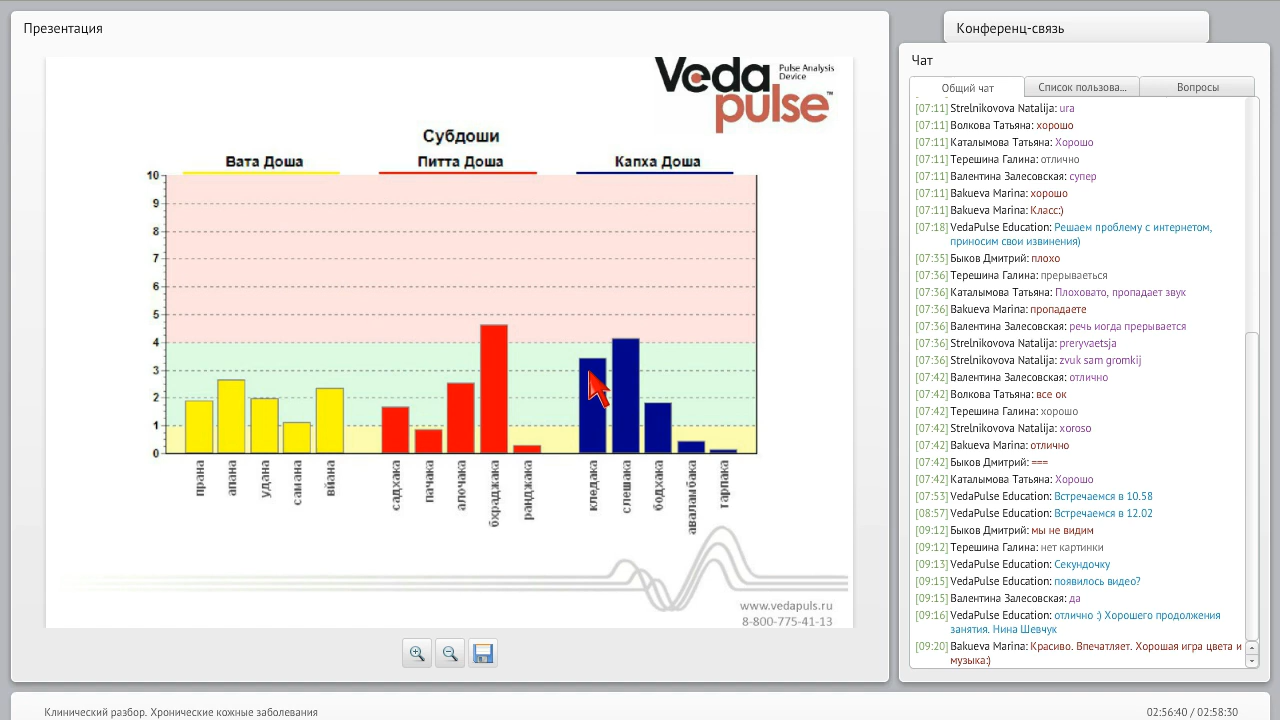 Презентация
Veda
pulse™
Pulse Analysis
Device
Субдоши
Вата Доша
Питта Доша
Капха Доша
10
9
8
7
6
5
4
3
2
1
0
прана
апана
удана
самана
вйана
садхака
пачака
алочака
бхраджака
ранджака
кледака
слешака
бодхака
аваламбака
тарпака
www.vedapuls.ru
8-800-775-41-13
Конференц-связь
Чат
Общий чат
Список пользова...
Вопросы
[07:11] Strelnikovova Natalija: ura
[07:11] Волкова Татьяна: хорошо
[07:11] Каталымова Татьяна: Хорошо
[07:11] Терешина Галина: отлично
[07:11] Валентина Залесовская: супер
[07:11] Bakueva Marina: хорошо
[07:11] Bakueva Marina: Класс:)
[07:18] VedaPulse Education: Решаем проблему с интернетом,
приносим свои извинения)
[07:35] Быков Дмитрий: плохо
[07:36] Терешина Галина: прерываеться
[07:36] Каталымова Татьяна: Плоховато, пропадает звук
[07:36] Bakueva Marina: пропадаете
[07:36] Валентина Залесовская: речь иогда прерывается
[07:36] Strelnikovova Natalija: preryvaetsja
[07:36] Strelnikovova Natalija: zvuk sam gromkij
[07:42] Валентина Залесовская: отлично
[07:42] Волкова Татьяна: все ок
[07:42] Терешина Галина: хорошо
[07:42] Strelnikovova Natalija: xoroso
[07:42] Bakueva Marina: отлично
[07:42] Быков Дмитрий: ===
[07:42] Каталымова Татьяна: Хорошо
[07:53] VedaPulse Education: Встречаемся в 10.58
[08:57] VedaPulse Education: Встречаемся в 12.02
[09:12] Быков Дмитрий: мы не видим
[09:12] Терешина Галина: нет картинки
[09:13] VedaPulse Education: Секундочку
[09:15] VedaPulse Education: появилось видео?
[09:15] Валентина Залесовская: да
[09:16] VedaPulse Education: отлично :) Хорошего продолжения
занятия. Нина Шевчук
[09:20] Bakueva Marina: Красиво. Впечатляет. Хорошая игра цвета и
музыка:)
Клинический разбор. Хронические кожные заболевания
02:56:40 / 02:58:30